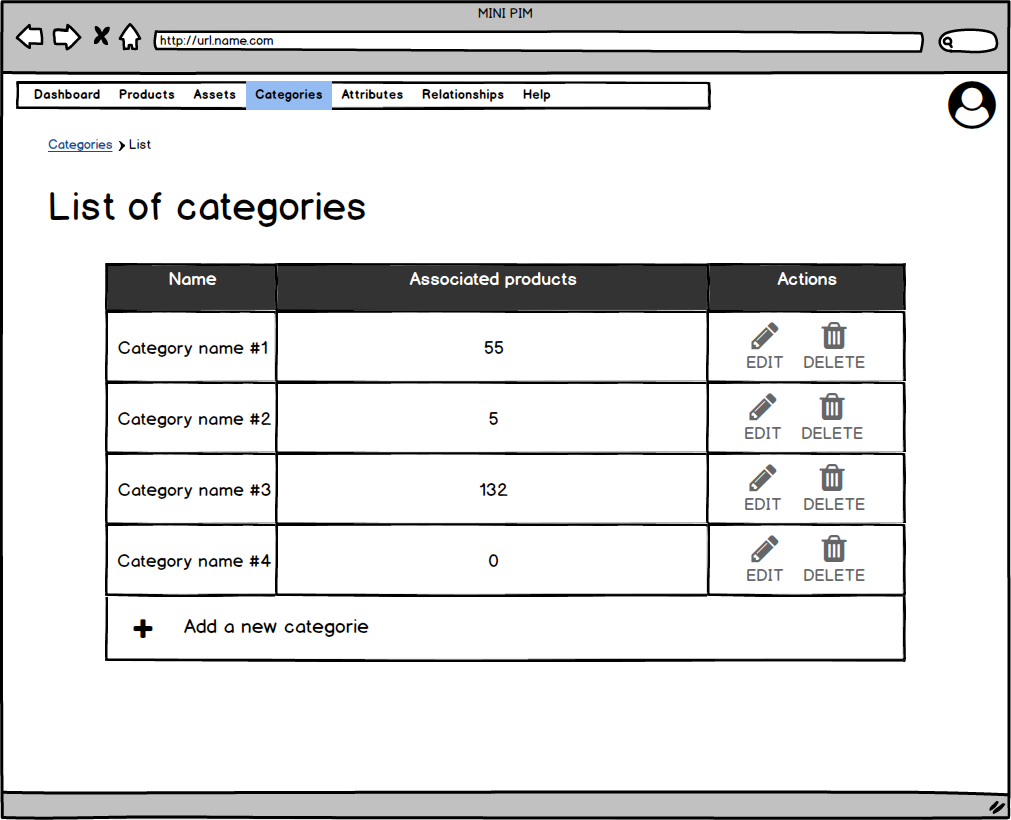 MINI PIM
http://url.name.com
Dashboard Products Assets Categories Attributes Relationships Help
Categories List
List of categories
Name Associated products Actions
Category name #1 55 EDIT DELETE
Category name #2 5 EDIT DELETE
Category name #3 132 EDIT DELETE
Category name #4 0 EDIT DELETE
Add a new categorie